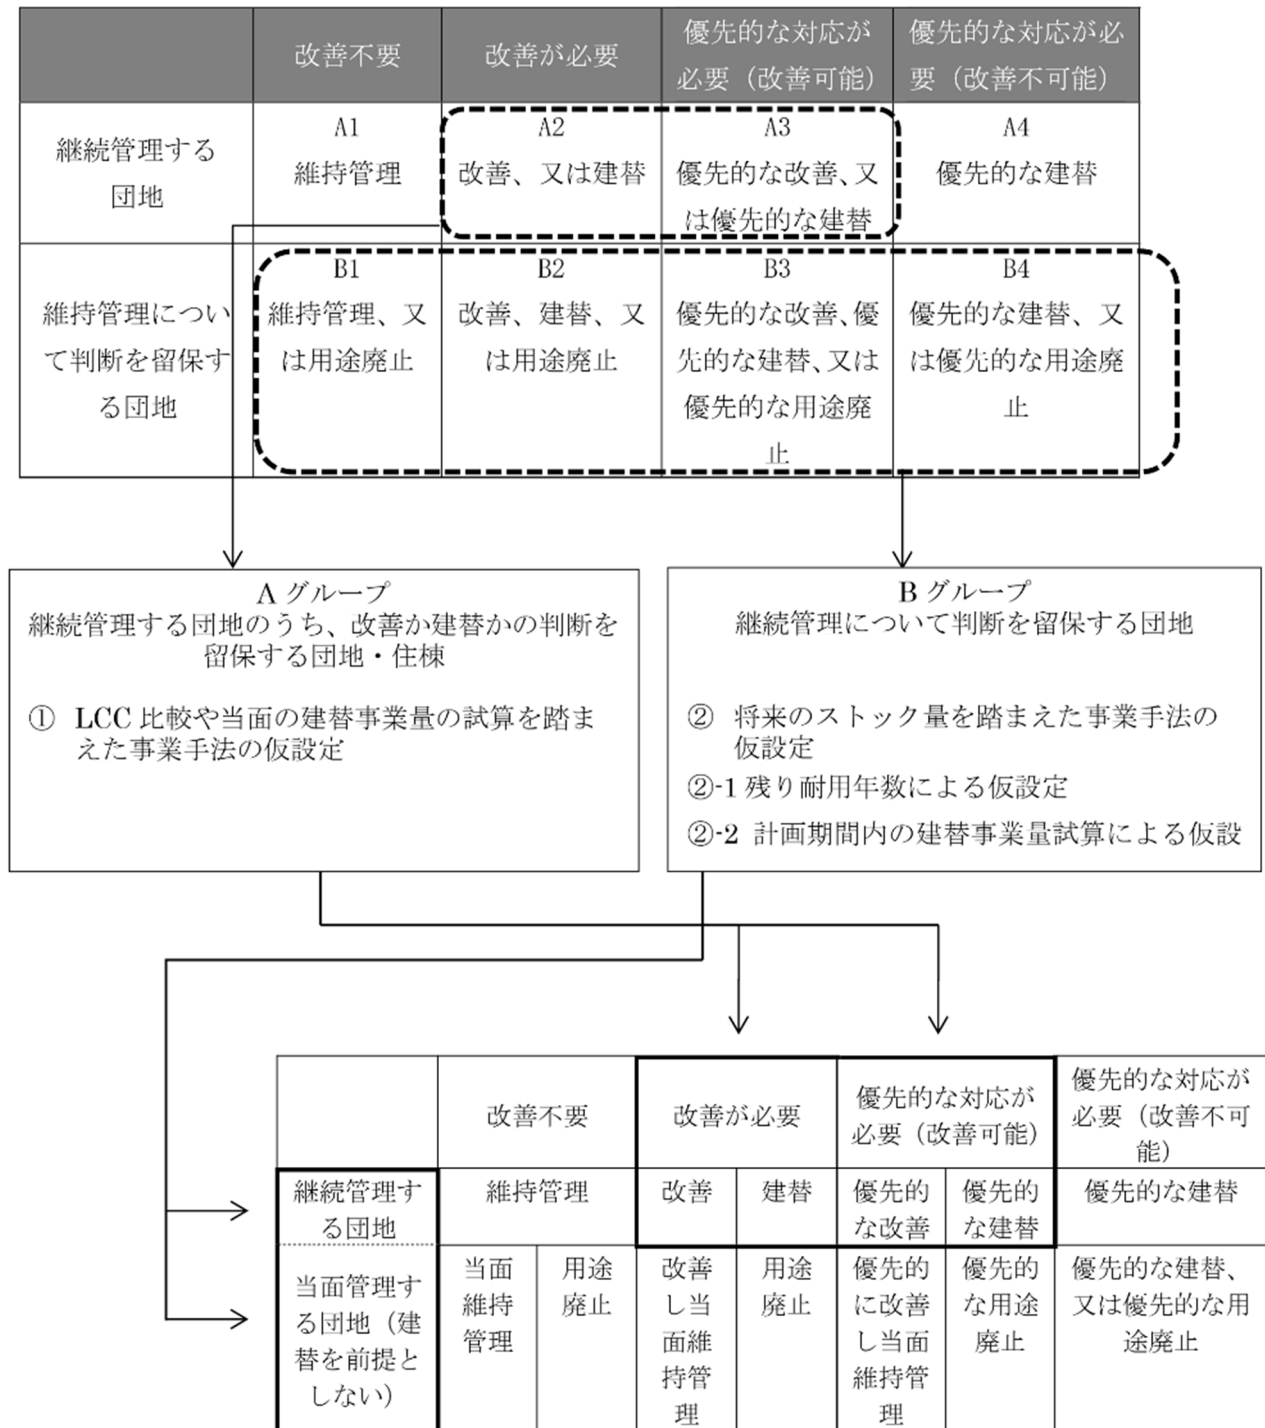 改善不要
改善が必要
優先的な対応が
必要（改善可能）
優先的な対応が必
要（改善不可能）
継続管理する
団地
A1
維持管理
A2
改善、又は建替
A3
優先的な改善、又
は優先的な建替
A4
優先的な建替
維持管理につい
て判断を留保す
る団地
B1
維持管理、又
は用途廃止
B2
改善、建替、又
は用途廃止
B3
優先的な改善、優
先的な建替、又は
優先的な用途廃
止
B4
優先的な建替、又
は優先的な用途廃
止
Aグループ
継続管理する団地のうち、改善か建替かの判断を
留保する団地・住棟
① LCC 比較や当面の建替事業量の試算を踏ま
えた事業手法の仮設定
Bグループ
継続管理について判断を留保する団地
② 将来のストック量を踏まえた事業手法の
仮設定
②-1 残り耐用年数による仮設定
②-2 計画期間内の建替事業量試算による仮設
改善不要
改善が必要
優先的な対応が
必要（改善可能）
優先的な対応が
必要（改善不可
能）
継続管理す
る団地
維持管理
改善
建替
優先的
な改善
優先的
な建替
優先的な建替
当面管理す
る団地（建
替を前提と
しない）
当面
維持
管理
用途
廃止
改善
し当
面維
持管
理
用途
廃止
優先的
に改善
し当面
維持管
理
優先的
な用途
廃止
優先的な建替、
又は優先的な用
途廃止